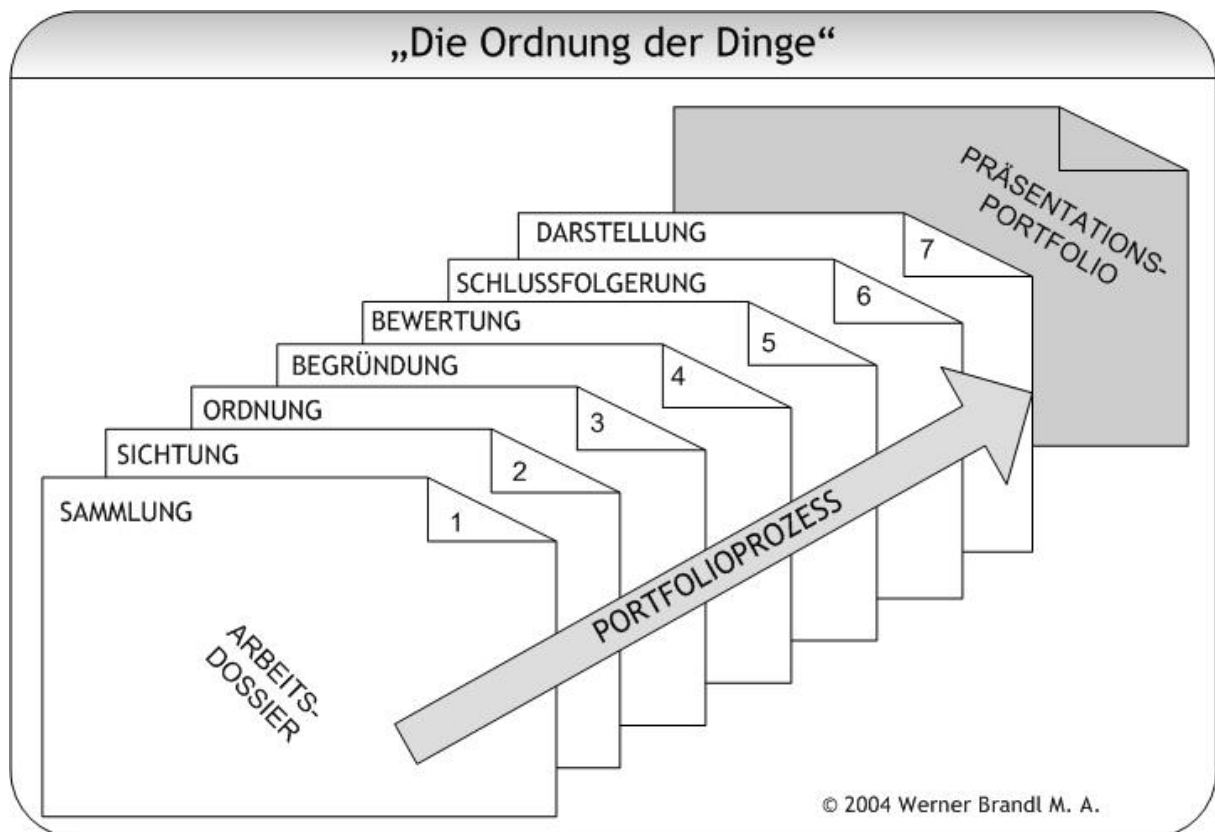 „Die Ordnung der Dinge“
PRÄSENTATIONS-
PORTFOLIO
DARSTELLUNG
7
SCHLUSSFOLGERUNG
6
BEWERTUNG
5
BEGRÜNDUNG
4
ORDNUNG
3
SICHTUNG
2
SAMMLUNG
1
ARBEITS-
DOSSIER
PORTFOLIOPROZESS
© 2004 Werner Brandl M. A.